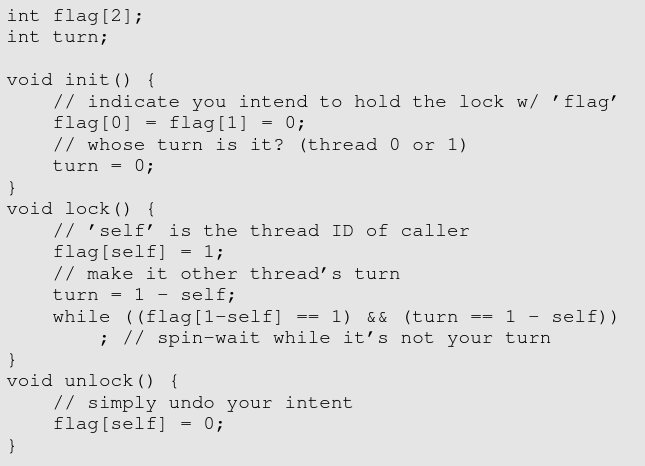 int flag[2];
int turn;

void init() {
    // indicate you intend to hold the lock w/ ’flag’
    flag[0] = flag[1] = 0;
    // whose turn is it? (thread 0 or 1)
    turn = 0;
}
void lock() {
    // ’self’ is the thread ID of caller
    flag[self] = 1;
    // make it other thread’s turn
    turn = 1 - self;
    while ((flag[1-self] == 1) && (turn == 1 - self))
        ; // spin-wait while it’s not your turn
}
void unlock() {
    // simply undo your intent
    flag[self] = 0;
}